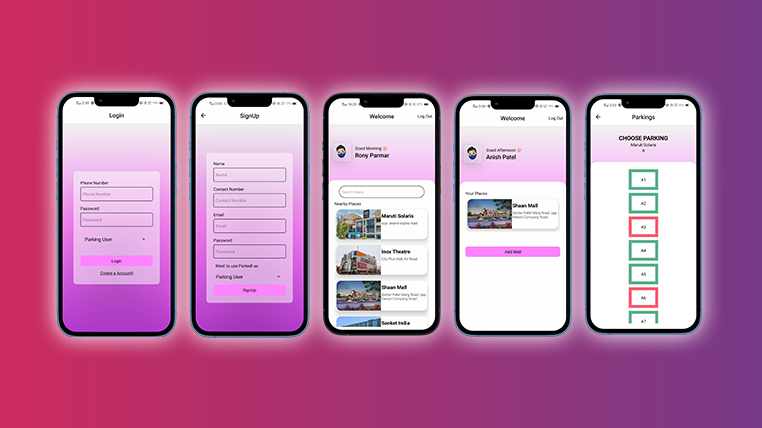 Login
Phone Number
Phone Number
Password
Password
Parking User
Login
Create a Account!
SignUp
Name
Name
Contact Number
Contact Number
Email
Email
Password
Password
Want to use ParkeIf as
Parking User
SignUp
Welcome
Log Out
Good Morning
Rony Parmar
Search Space
Nearby Places
Maruti Solaris
opp. anand-sojitra road
Inox Theatre
City Plus Mall,1st Road
Shaan Mall
Sardar Patel Marg Road, opp
Elecon Company Road
Sanket India
Welcome
Log Out
Good Afternoon
Anish Patel
Your Places
Shaan Mall
Sardar Patel Marg Road, opp
Elecon Company Road
Add Mall
Parkings
CHOOSE PARKING
Maruti Solaris
A
A1
A2
A3
A4
A5
A6
A7